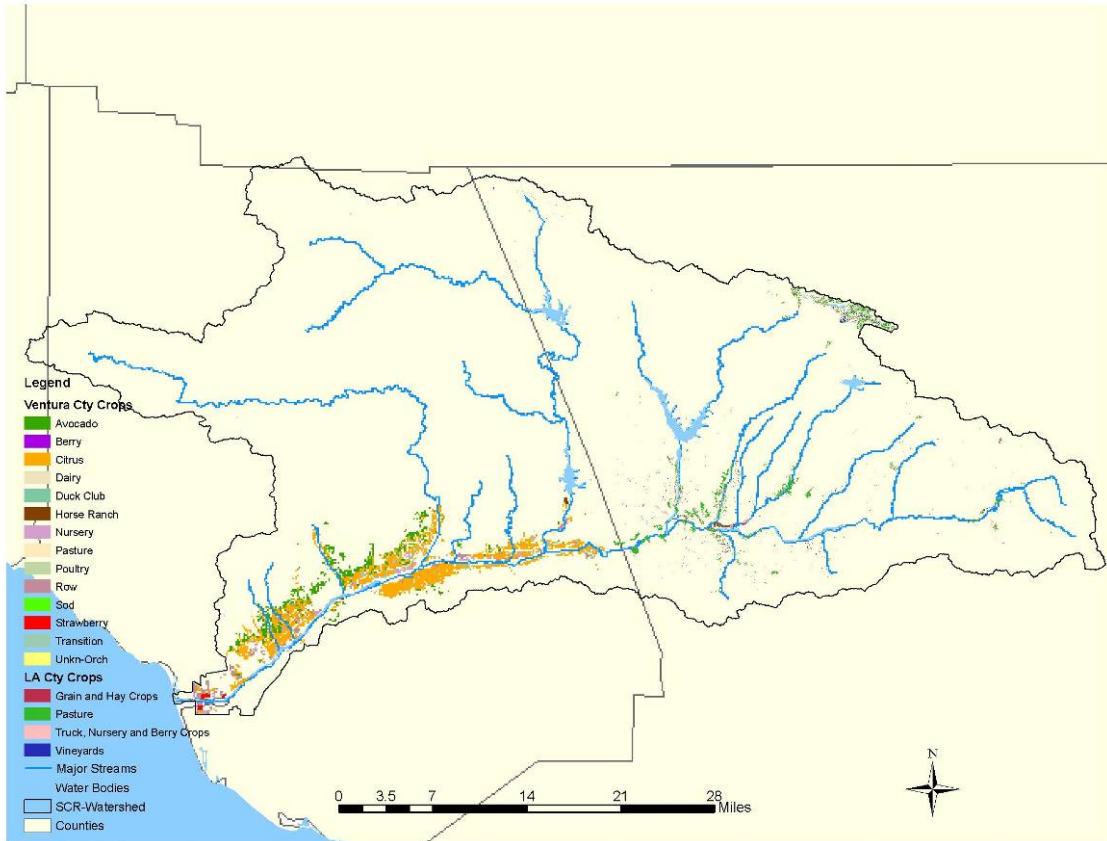 Legend
Ventura Cty Crops
Avocado
Berry
Citrus
Dairy
Duck Club
Horse Ranch
Nursery
Pasture
Poultry
Row
Sod
Strawberry
Transition
Unkn-Orch
LA Cty Crops
Grain and Hay Crops
Pasture
Truck, Nursery and Berry Crops
Vineyards
Major Streams
Water Bodies
SCR-Watershed
Counties
0 3.5 7 14 21 28
Miles
N